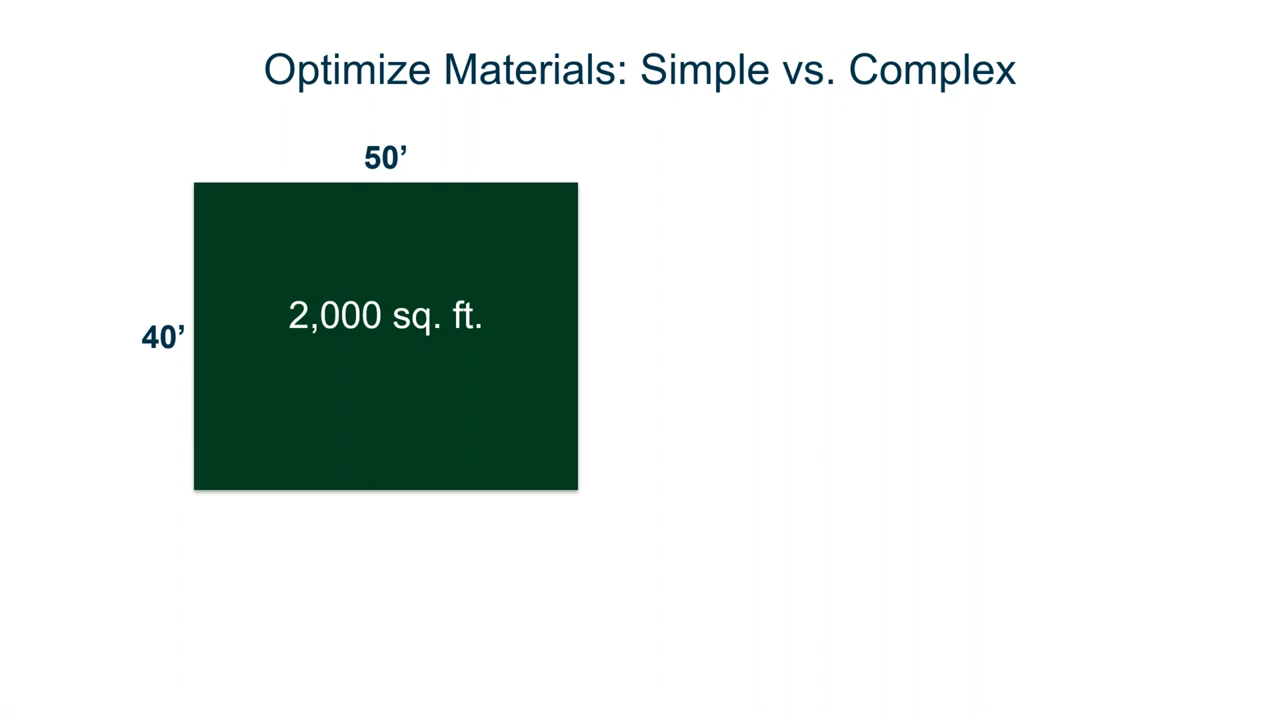 Optimize Materials: Simple vs. Complex
50’
2,000 sq. ft.
40’